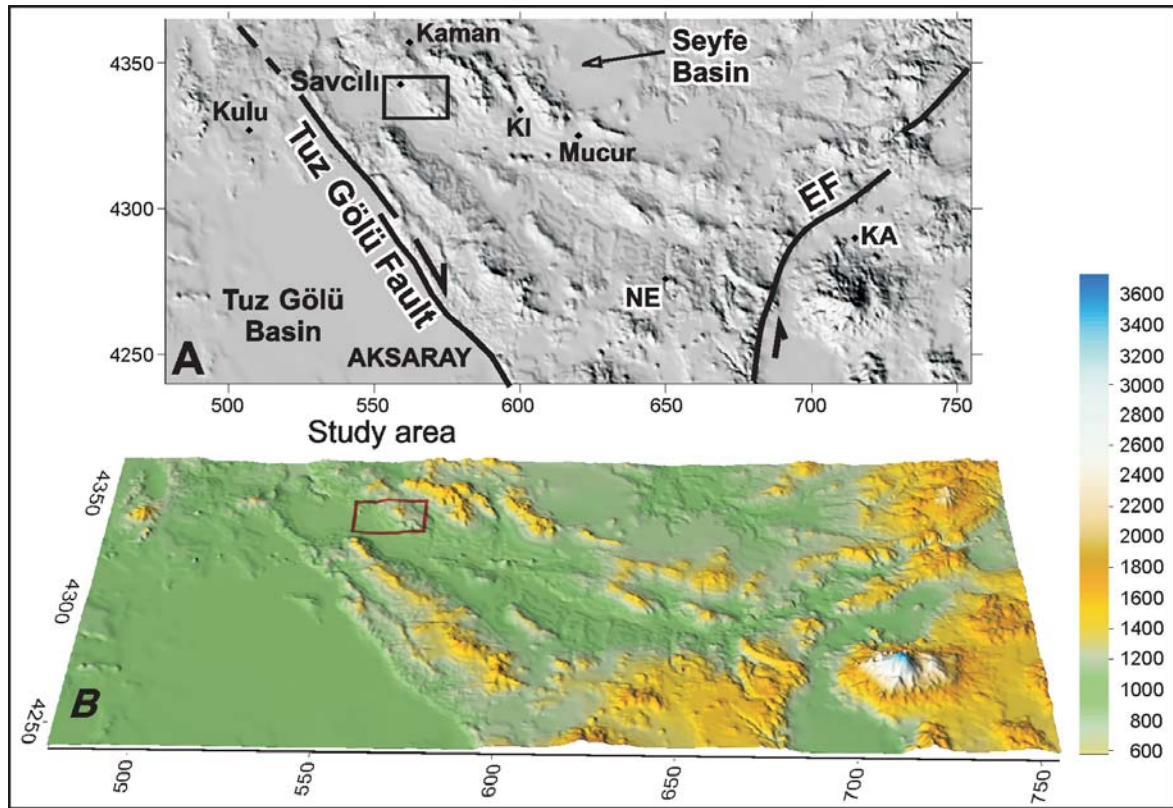 Kaman
Seyfe
Basin
4350
Savcılı
Kulu
KI
Mucur
Tuz Gölü Fault
4300
EF
KA
NE
Tuz Gölü
Basin
4250
A
AKSARAY
500
550
600
650
700
750
Study area
3600
3400
3200
3000
2800
2600
2400
2200
2000
1800
1600
1400
1200
1000
800
600
4350
4300
4250
B
500
550
600
650
700
750